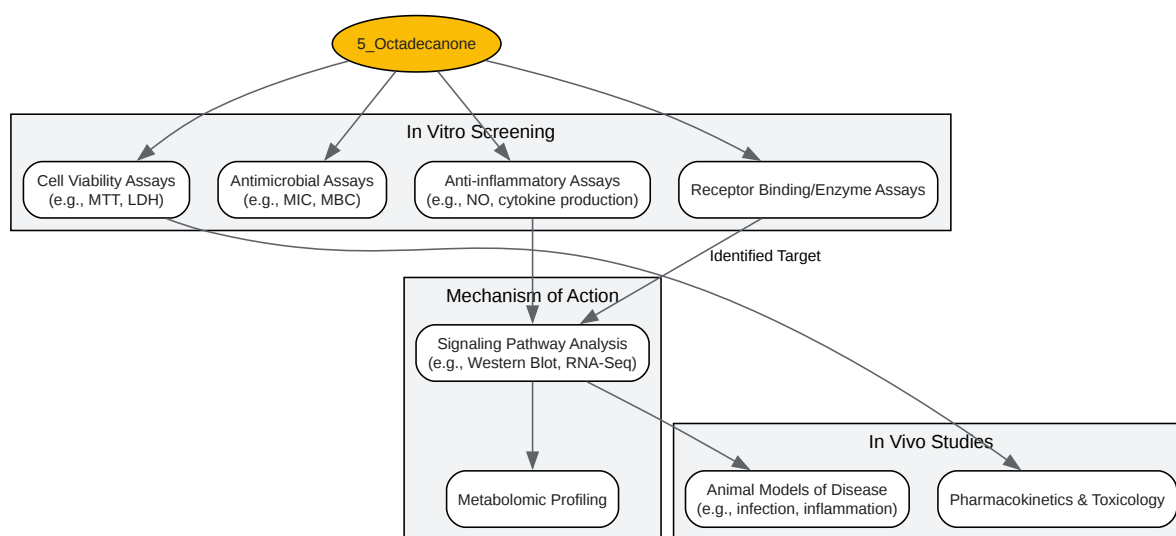 5_Octadecanone
In Vitro Screening
Cell Viability Assays
(e.g., MTT, LDH)
Antimicrobial Assays
(e.g., MIC, MBC)
Anti-inflammatory Assays
(e.g., NO, cytokine production)
Receptor Binding/Enzyme Assays
Identified Target
Mechanism of Action
Signaling Pathway Analysis
(e.g., Western Blot, RNA-Seq)
In Vivo Studies
Metabolomic Profiling
Animal Models of Disease
(e.g., infection, inflammation)
Pharmacokinetics & Toxicology